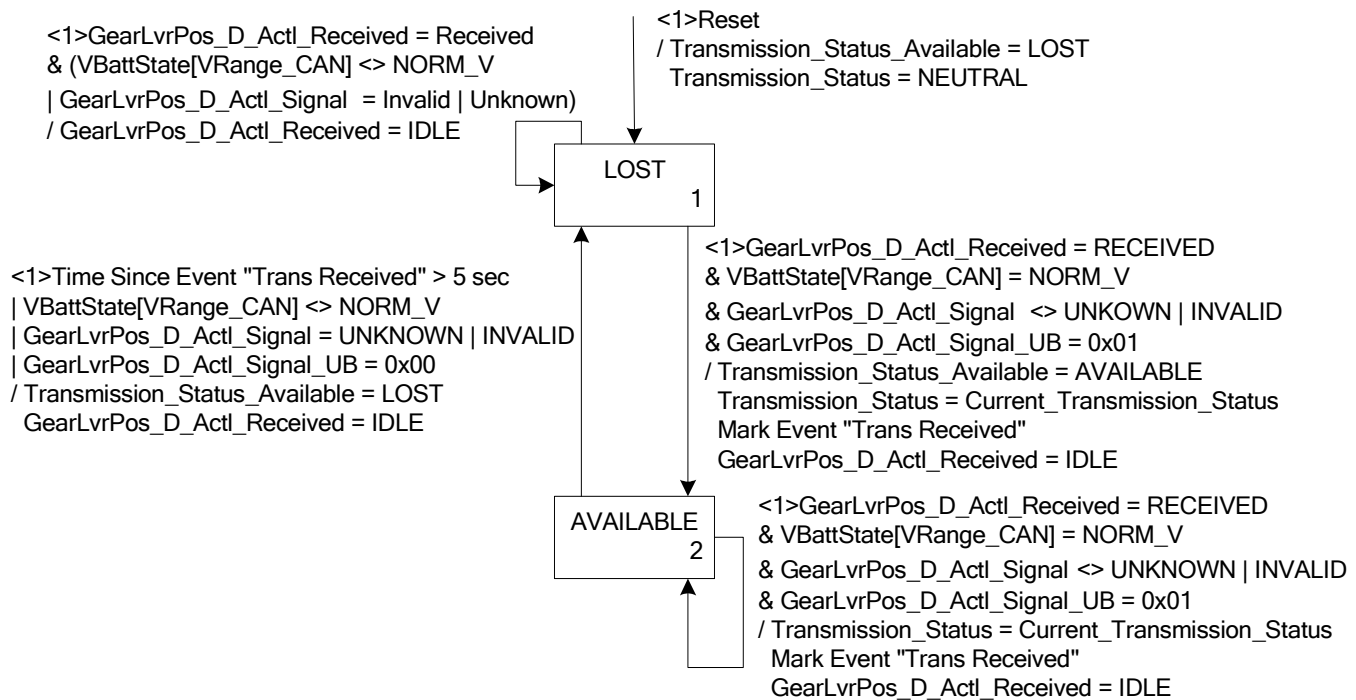 <1>GearLvrPos_D_Actl_Received = Received
& (VBattState[VRange_CAN] <> NORM_V
| GearLvrPos_D_Actl_Signal = Invalid | Unknown)
/ GearLvrPos_D_Actl_Received = IDLE
<1>Reset
/ Transmission_Status_Available = LOST
Transmission_Status = NEUTRAL
LOST
1
<1>Time Since Event "Trans Received" > 5 sec
| VBattState[VRange_CAN] <> NORM_V
| GearLvrPos_D_Actl_Signal = UNKNOWN | INVALID
| GearLvrPos_D_Actl_Signal_UB = 0x00
/ Transmission_Status_Available = LOST
GearLvrPos_D_Actl_Received = IDLE
<1>GearLvrPos_D_Actl_Received = RECEIVED
& VBattState[VRange_CAN] = NORM_V
& GearLvrPos_D_Actl_Signal <> UNKOWN | INVALID
& GearLvrPos_D_Actl_Signal_UB = 0x01
/ Transmission_Status_Available = AVAILABLE
Transmission_Status = Current_Transmission_Status
Mark Event "Trans Received"
GearLvrPos_D_Actl_Received = IDLE
AVAILABLE
2
<1>GearLvrPos_D_Actl_Received = RECEIVED
& VBattState[VRange_CAN] = NORM_V
& GearLvrPos_D_Actl_Signal <> UNKNOWN | INVALID
& GearLvrPos_D_Actl_Signal_UB = 0x01
/ Transmission_Status = Current_Transmission_Status
Mark Event "Trans Received"
GearLvrPos_D_Actl_Received = IDLE